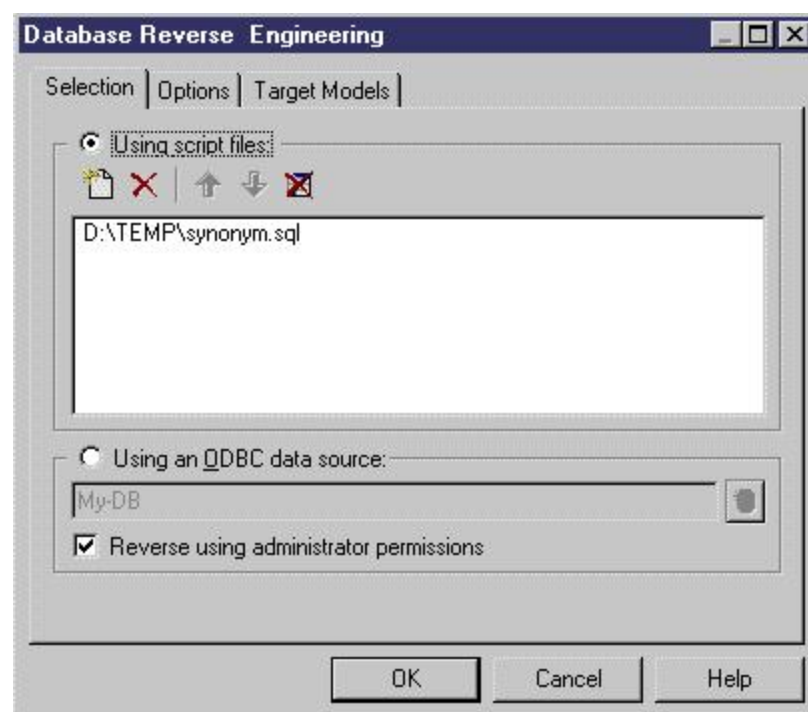 Database Reverse Engineering
Selection Options Target Models
Using script files:
D:\TEMP\synonym.sql
Using an ODBC data source:
My-DB
Reverse using administrator permissions
OK Cancel Help